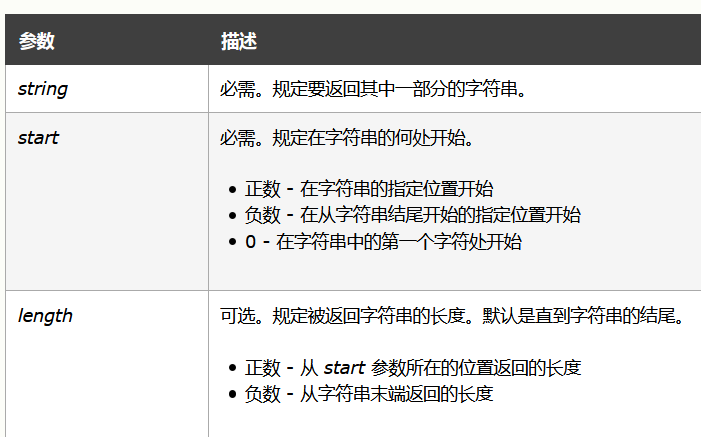 参数 描述
string 必需。规定要返回其中一部分的字符串。
start 必需。规定在字符串的何处开始。
• 正数 - 在字符串的指定位置开始
• 负数 - 在从字符串结尾开始的指定位置开始
• 0 - 在字符串中的第一个字符处开始
length 可选。规定被返回字符串的长度。默认是直到字符串的结尾。
• 正数 - 从 start 参数所在的位置返回的长度
• 负数 - 从字符串末端返回的长度